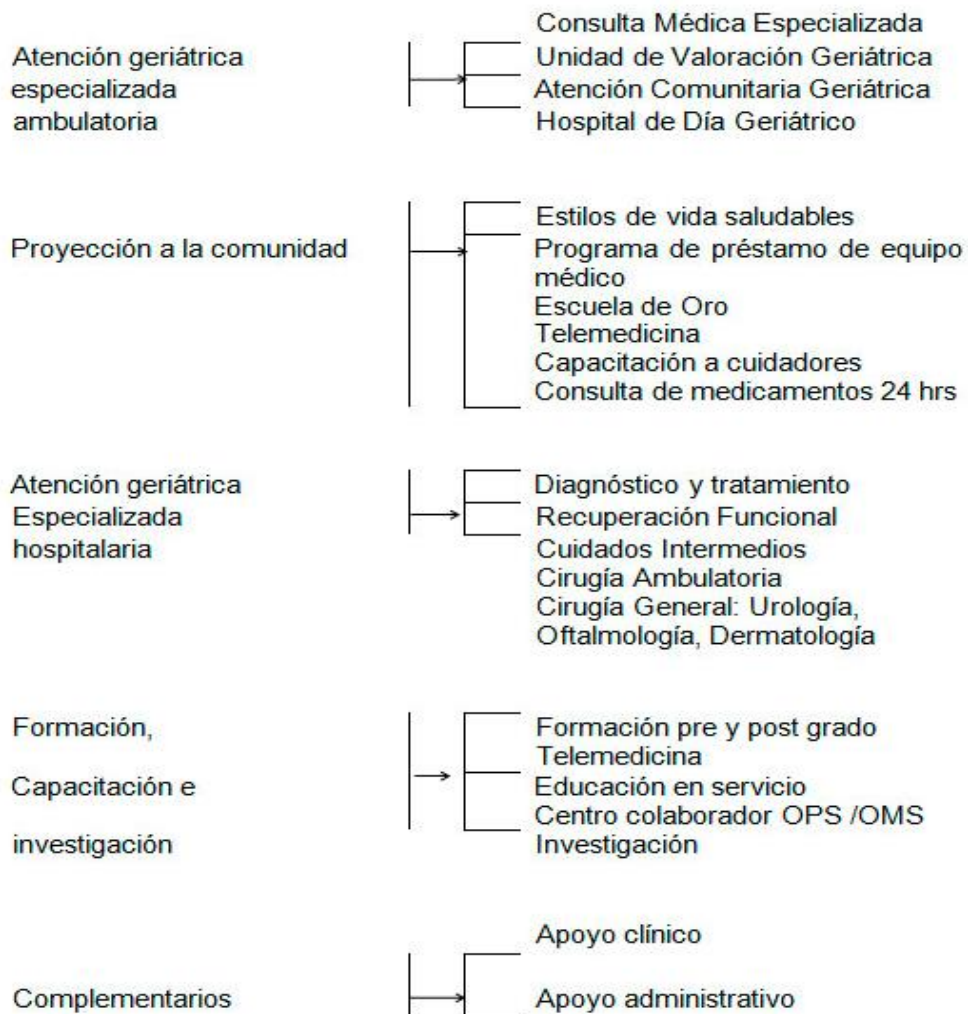 Atención geriátrica
especializada
ambulatoria
Consulta Médica Especializada
Unidad de Valoración Geriátrica
Atención Comunitaria Geriátrica
Hospital de Día Geriátrico
Proyección a la comunidad
Estilos de vida saludables
Programa de préstamo de equipo
médico
Escuela de Oro
Telemedicina
Capacitación a cuidadores
Consulta de medicamentos 24 hrs
Atención geriátrica
Especializada
hospitalaria
Diagnóstico y tratamiento
Recuperación Funcional
Cuidados Intermedios
Cirugía Ambulatoria
Cirugía General: Urología,
Oftalmología, Dermatología
Formación,
Capacitación e
investigación
Formación pre y post grado
Telemedicina
Educación en servicio
Centro colaborador OPS /OMS
Investigación
Complementarios
Apoyo clínico
Apoyo administrativo